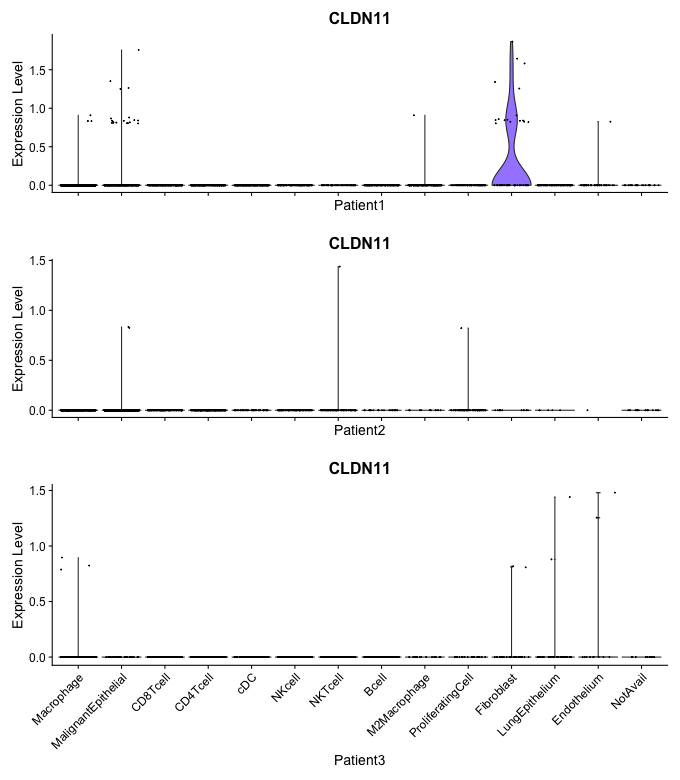 CLDN11
Expression Level
1.5
1.0
0.5
0.0
Patient1
CLDN11
Expression Level
1.5
1.0
0.5
0.0
Patient2
CLDN11
Expression Level
1.5
1.0
0.5
0.0
Macrophage
MalignantEpithelial
CD8Tcell
CD4Tcell
cDC
NKcell
NKTcell
Bcell
M2Macrophage
ProliferatingCell
Fibroblast
LungEpithelium
Endothelium
NotAvail
Patient3